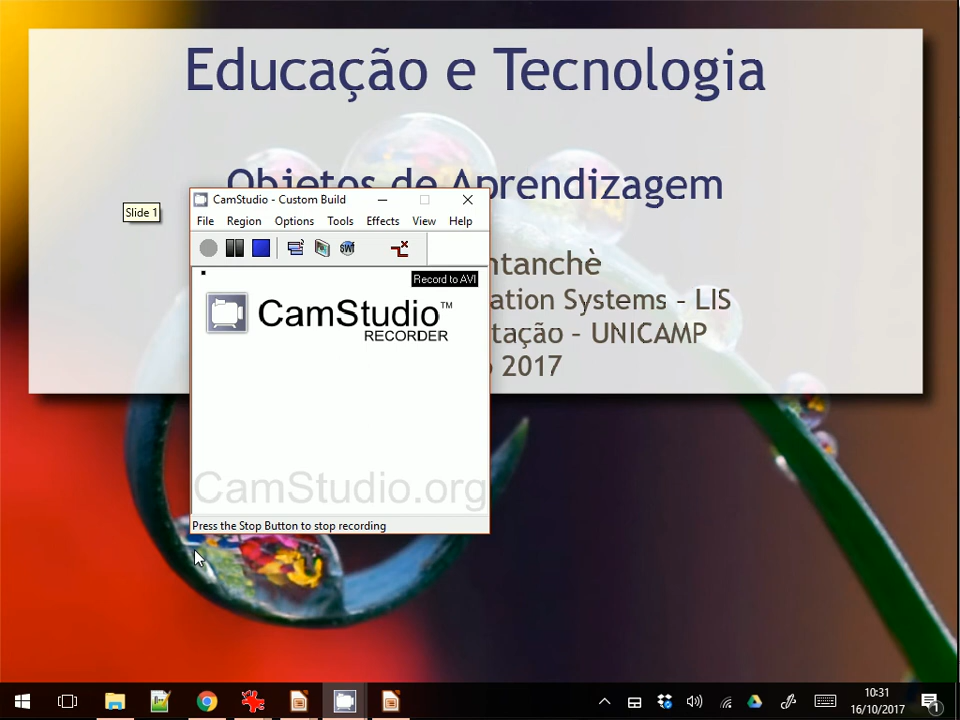 Educação e Tecnologia
Objetos de Aprendizagem
Slide 1
CamStudio - Custom Build
File Region Options Tools Effects View Help
swf
Record to AVI
CamStudio™
RECORDER
ntanchè
ation Systems – LIS
tação – UNICAMP
2017
CamStudio.org
Press the Stop Button to stop recording
10:31
16/10/2017
1